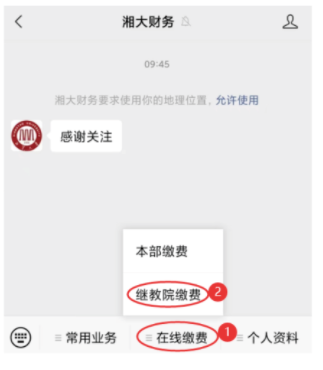 湘大财务
09:45
湘大财务要求使用你的地理位置，允许使用
感谢关注
本部缴费
继教院缴费 2
常用业务
在线缴费 1
个人资料